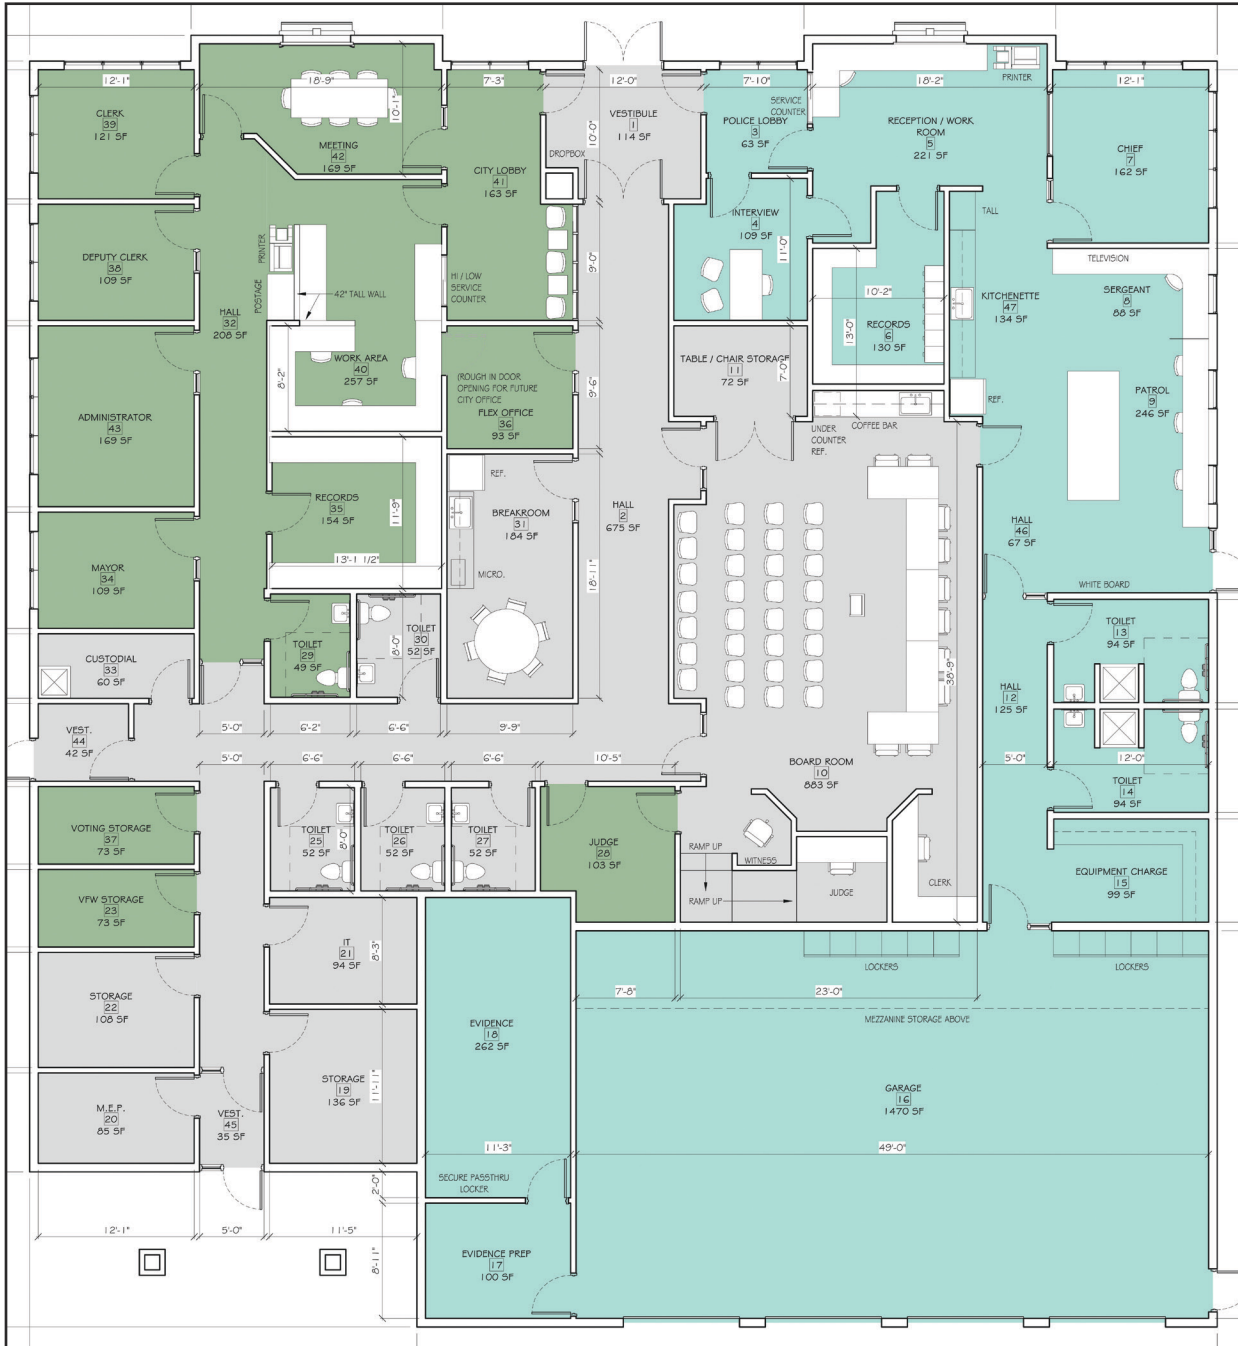 12'-1"
18'-9"
7'-3"
12'-0"
7'-10"
18'-2"
12'-1"
PRINTER
SERVICE
COUNTER
CLERK
39
121 SF
10'-1"
MEETING
42
169 SF
VESTIBULE
1
114 SF
10'-0"
DROPBOX
POLICE LOBBY
3
63 SF
RECEPTION / WORK
ROOM
5
221 SF
CHIEF
7
162 SF
CITY LOBBY
41
163 SF
INTERVIEW
4
109 SF
11'-0"
TALL
DEPUTY CLERK
38
109 SF
PRINTER
POSTAGE
42" TALL WALL
HI / LOW
SERVICE
COUNTER
9'-0"
TELEVISION
10'-2"
KITCHENETTE
47
134 SF
SERGEANT
8
88 SF
HALL
32
208 SF
RECORDS
6
130 SF
13'-0"
WORK AREA
40
257 SF
8'-2"
(ROUGH IN DOOR
OPENING FOR FUTURE
CITY OFFICE
FLEX OFFICE
36
93 SF
9'-6"
TABLE / CHAIR STORAGE
11
72 SF
7'-0"
REF.
PATROL
9
246 SF
ADMINISTRATOR
43
169 SF
UNDER
COUNTER
REF.
COFFEE BAR
REF.
RECORDS
35
154 SF
11'-9"
13'-1 1/2"
BREAKROOM
31
184 SF
MICRO.
HALL
2
675 SF
18'-11"
HALL
46
67 SF
MAYOR
34
109 SF
WHITE BOARD
TOILET
29
49 SF
TOILET
30
52 SF
8'-0"
TOILET
13
94 SF
CUSTODIAL
33
60 SF
38'-9"
HALL
12
125 SF
VEST.
44
42 SF
5'-0"
6'-2"
6'-6"
9'-9"
5'-0"
6'-6"
6'-6"
6'-6"
10'-5"
BOARD ROOM
10
883 SF
5'-0"
12'-0"
TOILET
14
94 SF
VOTING STORAGE
37
73 SF
TOILET
25
52 SF
8'-0"
TOILET
26
52 SF
TOILET
27
52 SF
JUDGE
28
103 SF
RAMP UP
WITNESS
RAMP UP
JUDGE
CLERK
EQUIPMENT CHARGE
15
99 SF
VFW STORAGE
23
73 SF
IT
21
94 SF
8'-3"
LOCKERS
LOCKERS
7'-8"
23'-0"
STORAGE
22
108 SF
EVIDENCE
18
262 SF
MEZZANINE STORAGE ABOVE
M.E.P.
20
85 SF
VEST.
45
35 SF
STORAGE
19
136 SF
11'-11"
GARAGE
16
1470 SF
11'-3"
49'-0"
SECURE PASSTHRU
LOCKER
2'-0"
12'-1"
5'-0"
11'-5"
8'-11"
EVIDENCE PREP
17
100 SF